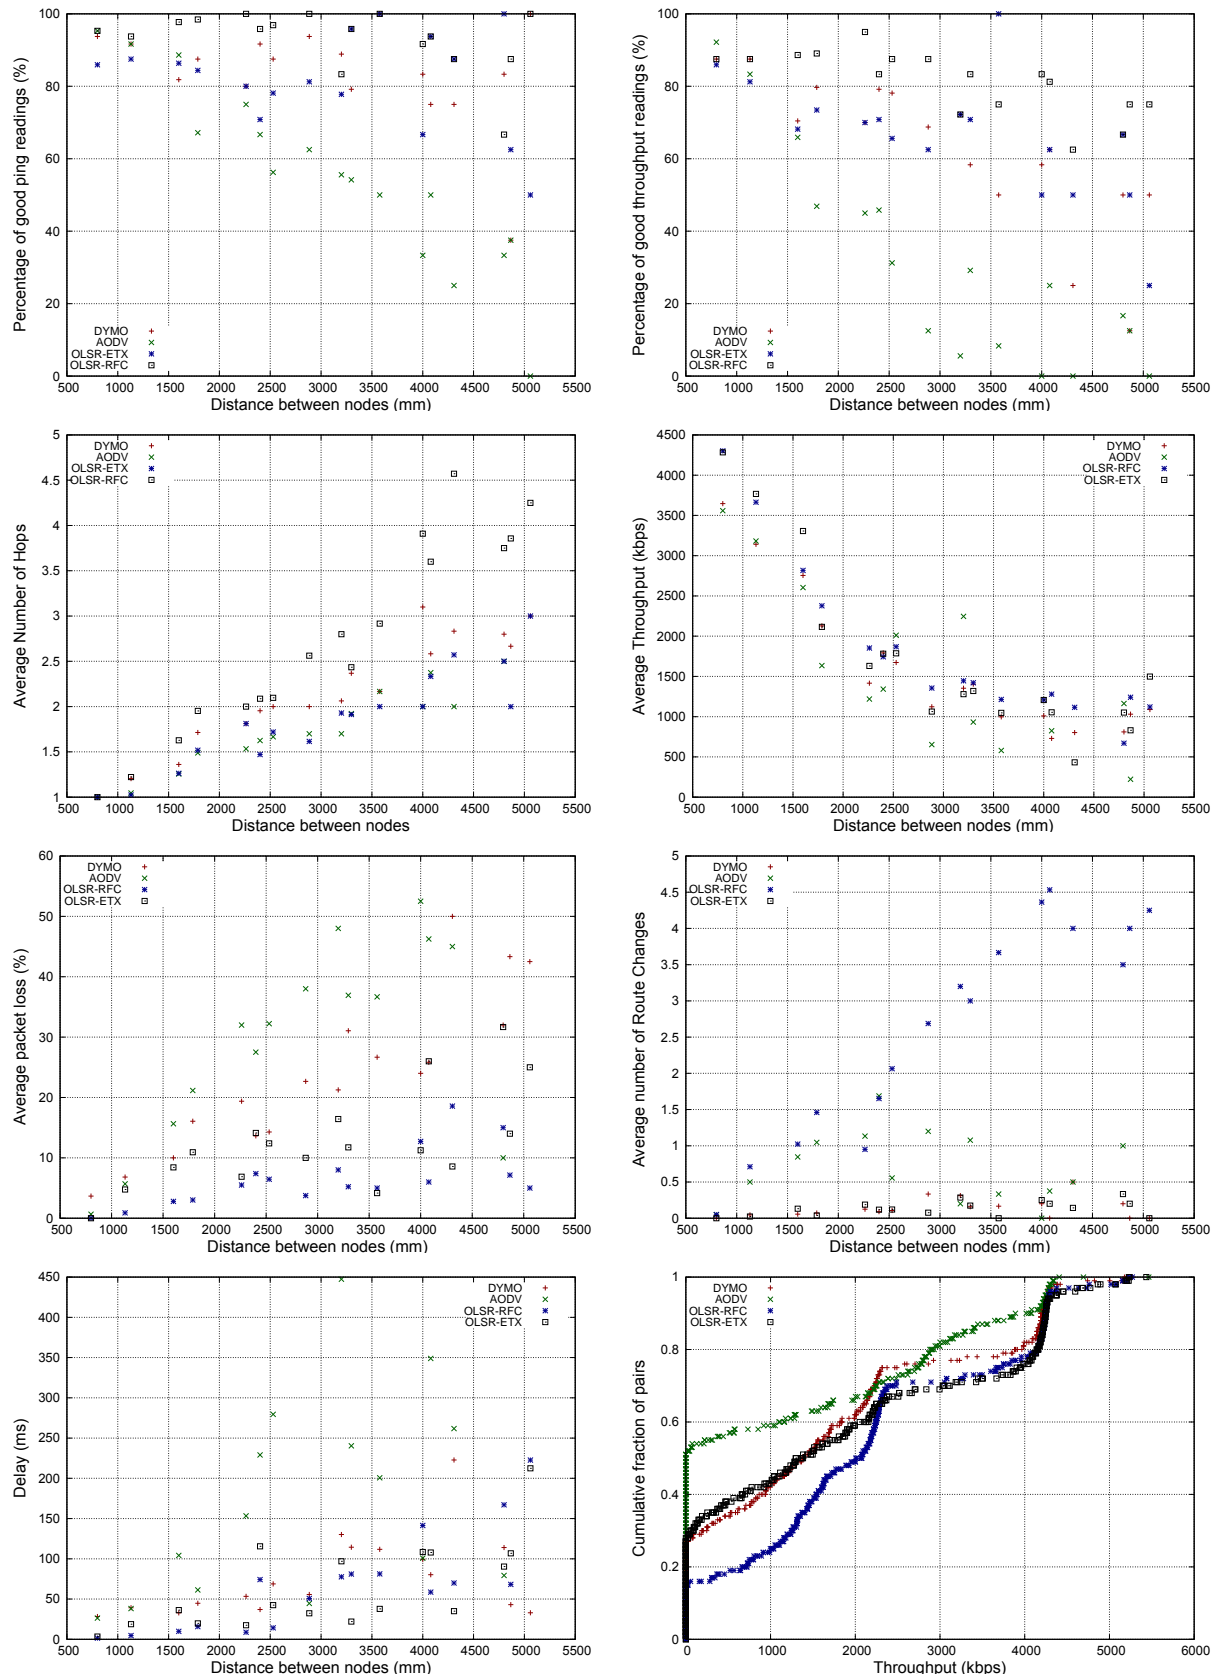 Percentage of good ping readings (%)
100
80
60
40
20
0
DYMO
AODV
OLSR-ETX
OLSR-RFC
500 1000 1500 2000 2500 3000 3500 4000 4500 5000 5500
Distance between nodes (mm)
Percentage of good throughput readings (%)
100
80
60
40
20
0
DYMO
AODV
OLSR-ETX
OLSR-RFC
500 1000 1500 2000 2500 3000 3500 4000 4500 5000 5500
Distance between nodes (mm)
Average Number of Hops
5
4.5
4
3.5
3
2.5
2
1.5
1
DYMO
AODV
OLSR-ETX
OLSR-RFC
500 1000 1500 2000 2500 3000 3500 4000 4500 5000 5500
Distance between nodes
Average Throughput (kbps)
4500
4000
3500
3000
2500
2000
1500
1000
500
0
DYMO
AODV
OLSR-RFC
OLSR-ETX
500 1000 1500 2000 2500 3000 3500 4000 4500 5000 5500
Distance between nodes (mm)
Average packet loss (%)
60
50
40
30
20
10
0
DYMO
AODV
OLSR-RFC
OLSR-ETX
500 1000 1500 2000 2500 3000 3500 4000 4500 5000 5500
Distance between nodes (mm)
Average number of Route Changes
5
4.5
4
3.5
3
2.5
2
1.5
1
0.5
0
DYMO
AODV
OLSR-RFC
OLSR-ETX
500 1000 1500 2000 2500 3000 3500 4000 4500 5000 5500
Distance between nodes (mm)
Delay (ms)
450
400
350
300
250
200
150
100
50
0
DYMO
AODV
OLSR-RFC
OLSR-ETX
500 1000 1500 2000 2500 3000 3500 4000 4500 5000 5500
Distance between nodes (mm)
Cumulative fraction of pairs
1
0.8
0.6
0.4
0.2
0
DYMO
AODV
OLSR-RFC
OLSR-ETX
0 1000 2000 3000 4000 5000 6000
Throughput (kbps)